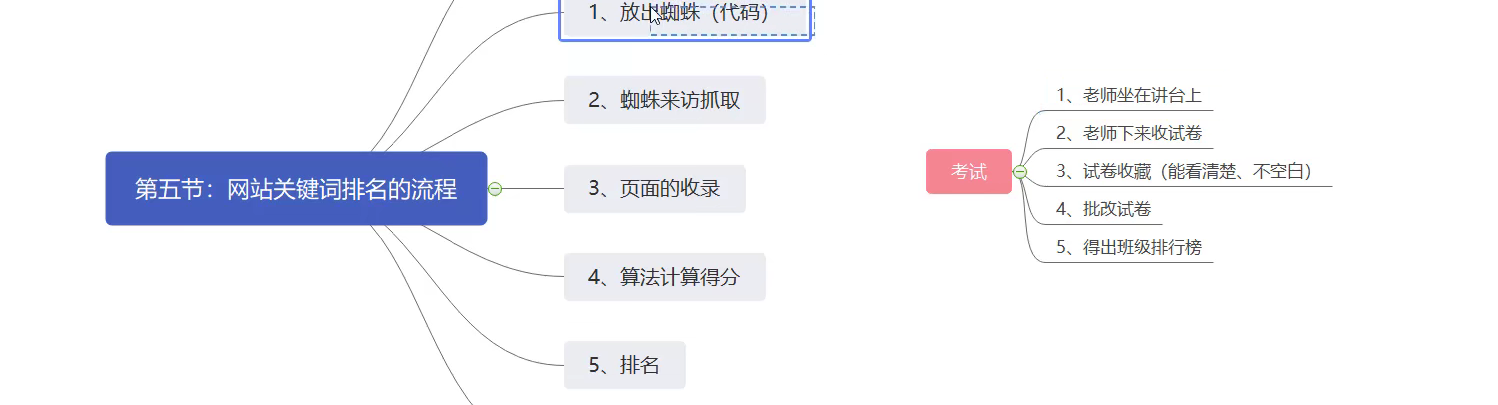 1、放出蜘蛛（代码）
2、蜘蛛来访抓取
第五节：网站关键词排名的流程
3、页面的收录
4、算法计算得分
5、排名
考试
1、老师坐在讲台上
2、老师下来收试卷
3、试卷收藏（能看清楚、不空白）
4、批改试卷
5、得出班级排行榜